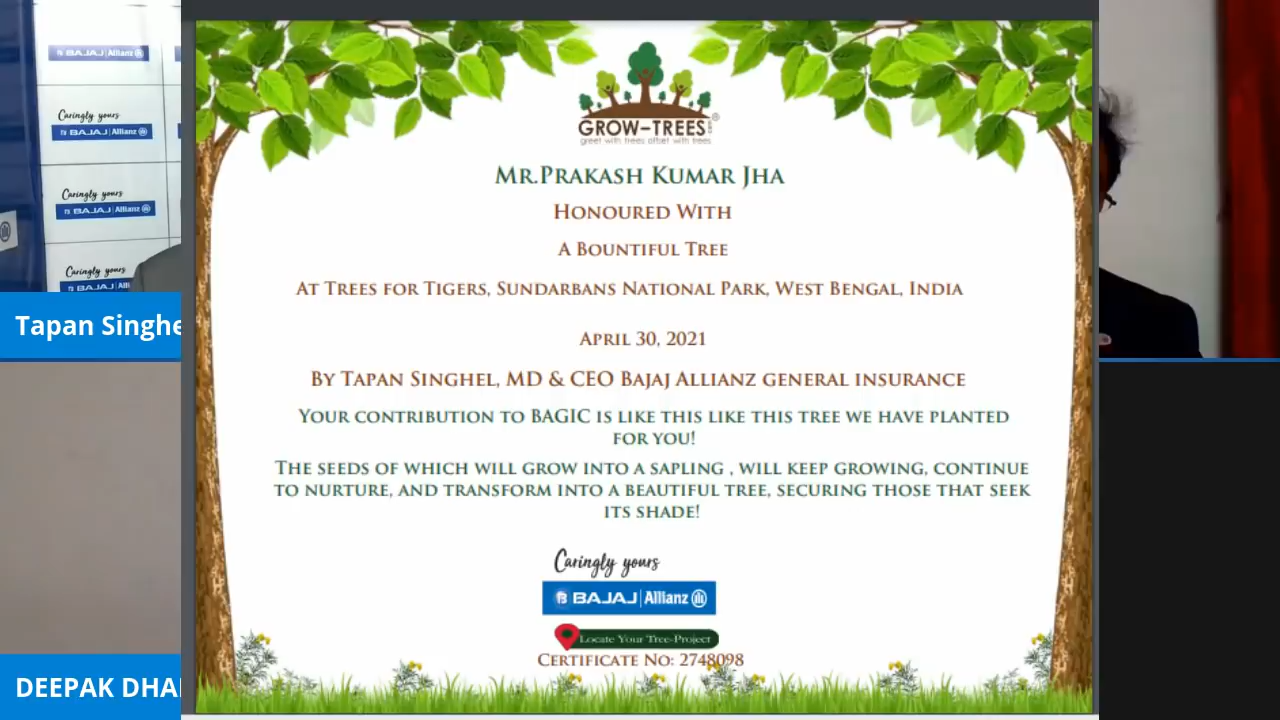 BAJAJ Allianz
Caringly yours
BAJAJ Allianz
Caringly yours
BAJAJ Allianz
Caringly yours
BAJAJ
Tapan Singhe
DEEPAK DHA
GROW-TREES
.com
greet with trees offset with trees
Mr.Prakash Kumar Jha
Honoured With
A Bountiful Tree
At Trees for Tigers, Sundarbans National Park, West Bengal, India
April 30, 2021
By Tapan Singhel, MD & CEO Bajaj Allianz general insurance
Your contribution to BAGIC is like this like this tree we have planted
for you!
The seeds of which will grow into a sapling , will keep growing, continue
to nurture, and transform into a beautiful tree, securing those that seek
its shade!
Caringly yours
BAJAJ Allianz
Locate Your Tree-Project
Certificate No: 2748098